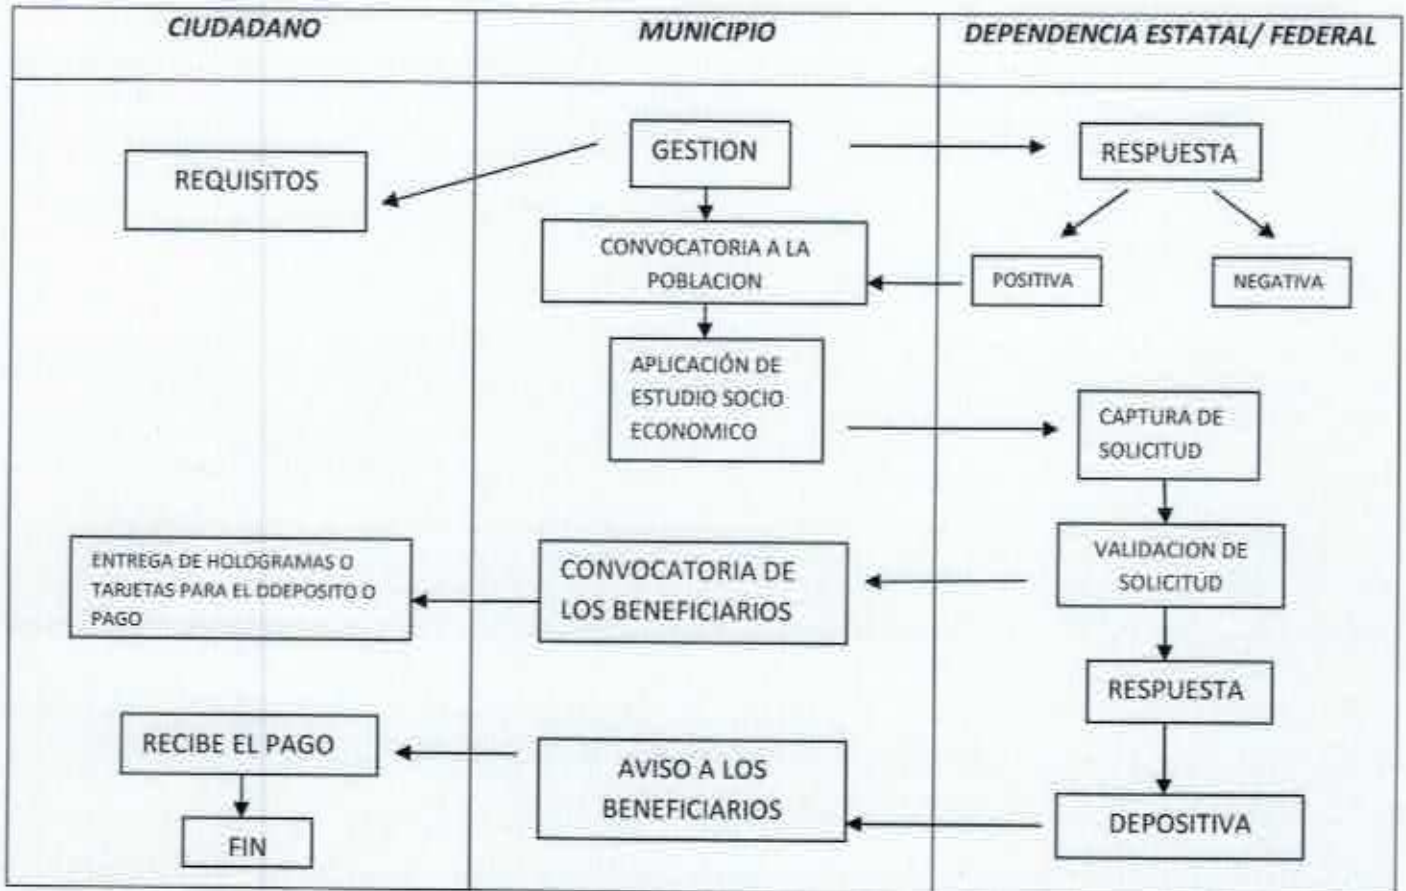 CIUDADANO
MUNICIPIO
DEPENDENCIA ESTATAL/ FEDERAL
GESTION
RESPUESTA
REQUISITOS
CONVOCATORIA A LA
POBLACION
POSITIVA
NEGATIVA
APLICACIÓN DE
ESTUDIO SOCIO
ECONOMICO
CAPTURA DE
SOLICITUD
VALIDACION DE
SOLICITUD
ENTREGA DE HOLOGRAMAS O
TARJETAS PARA EL DDEPOSITO O
PAGO
CONVOCATORIA DE
LOS BENEFICIARIOS
RESPUESTA
RECIBE EL PAGO
AVISO A LOS
BENEFICIARIOS
DEPOSITIVA
FIN